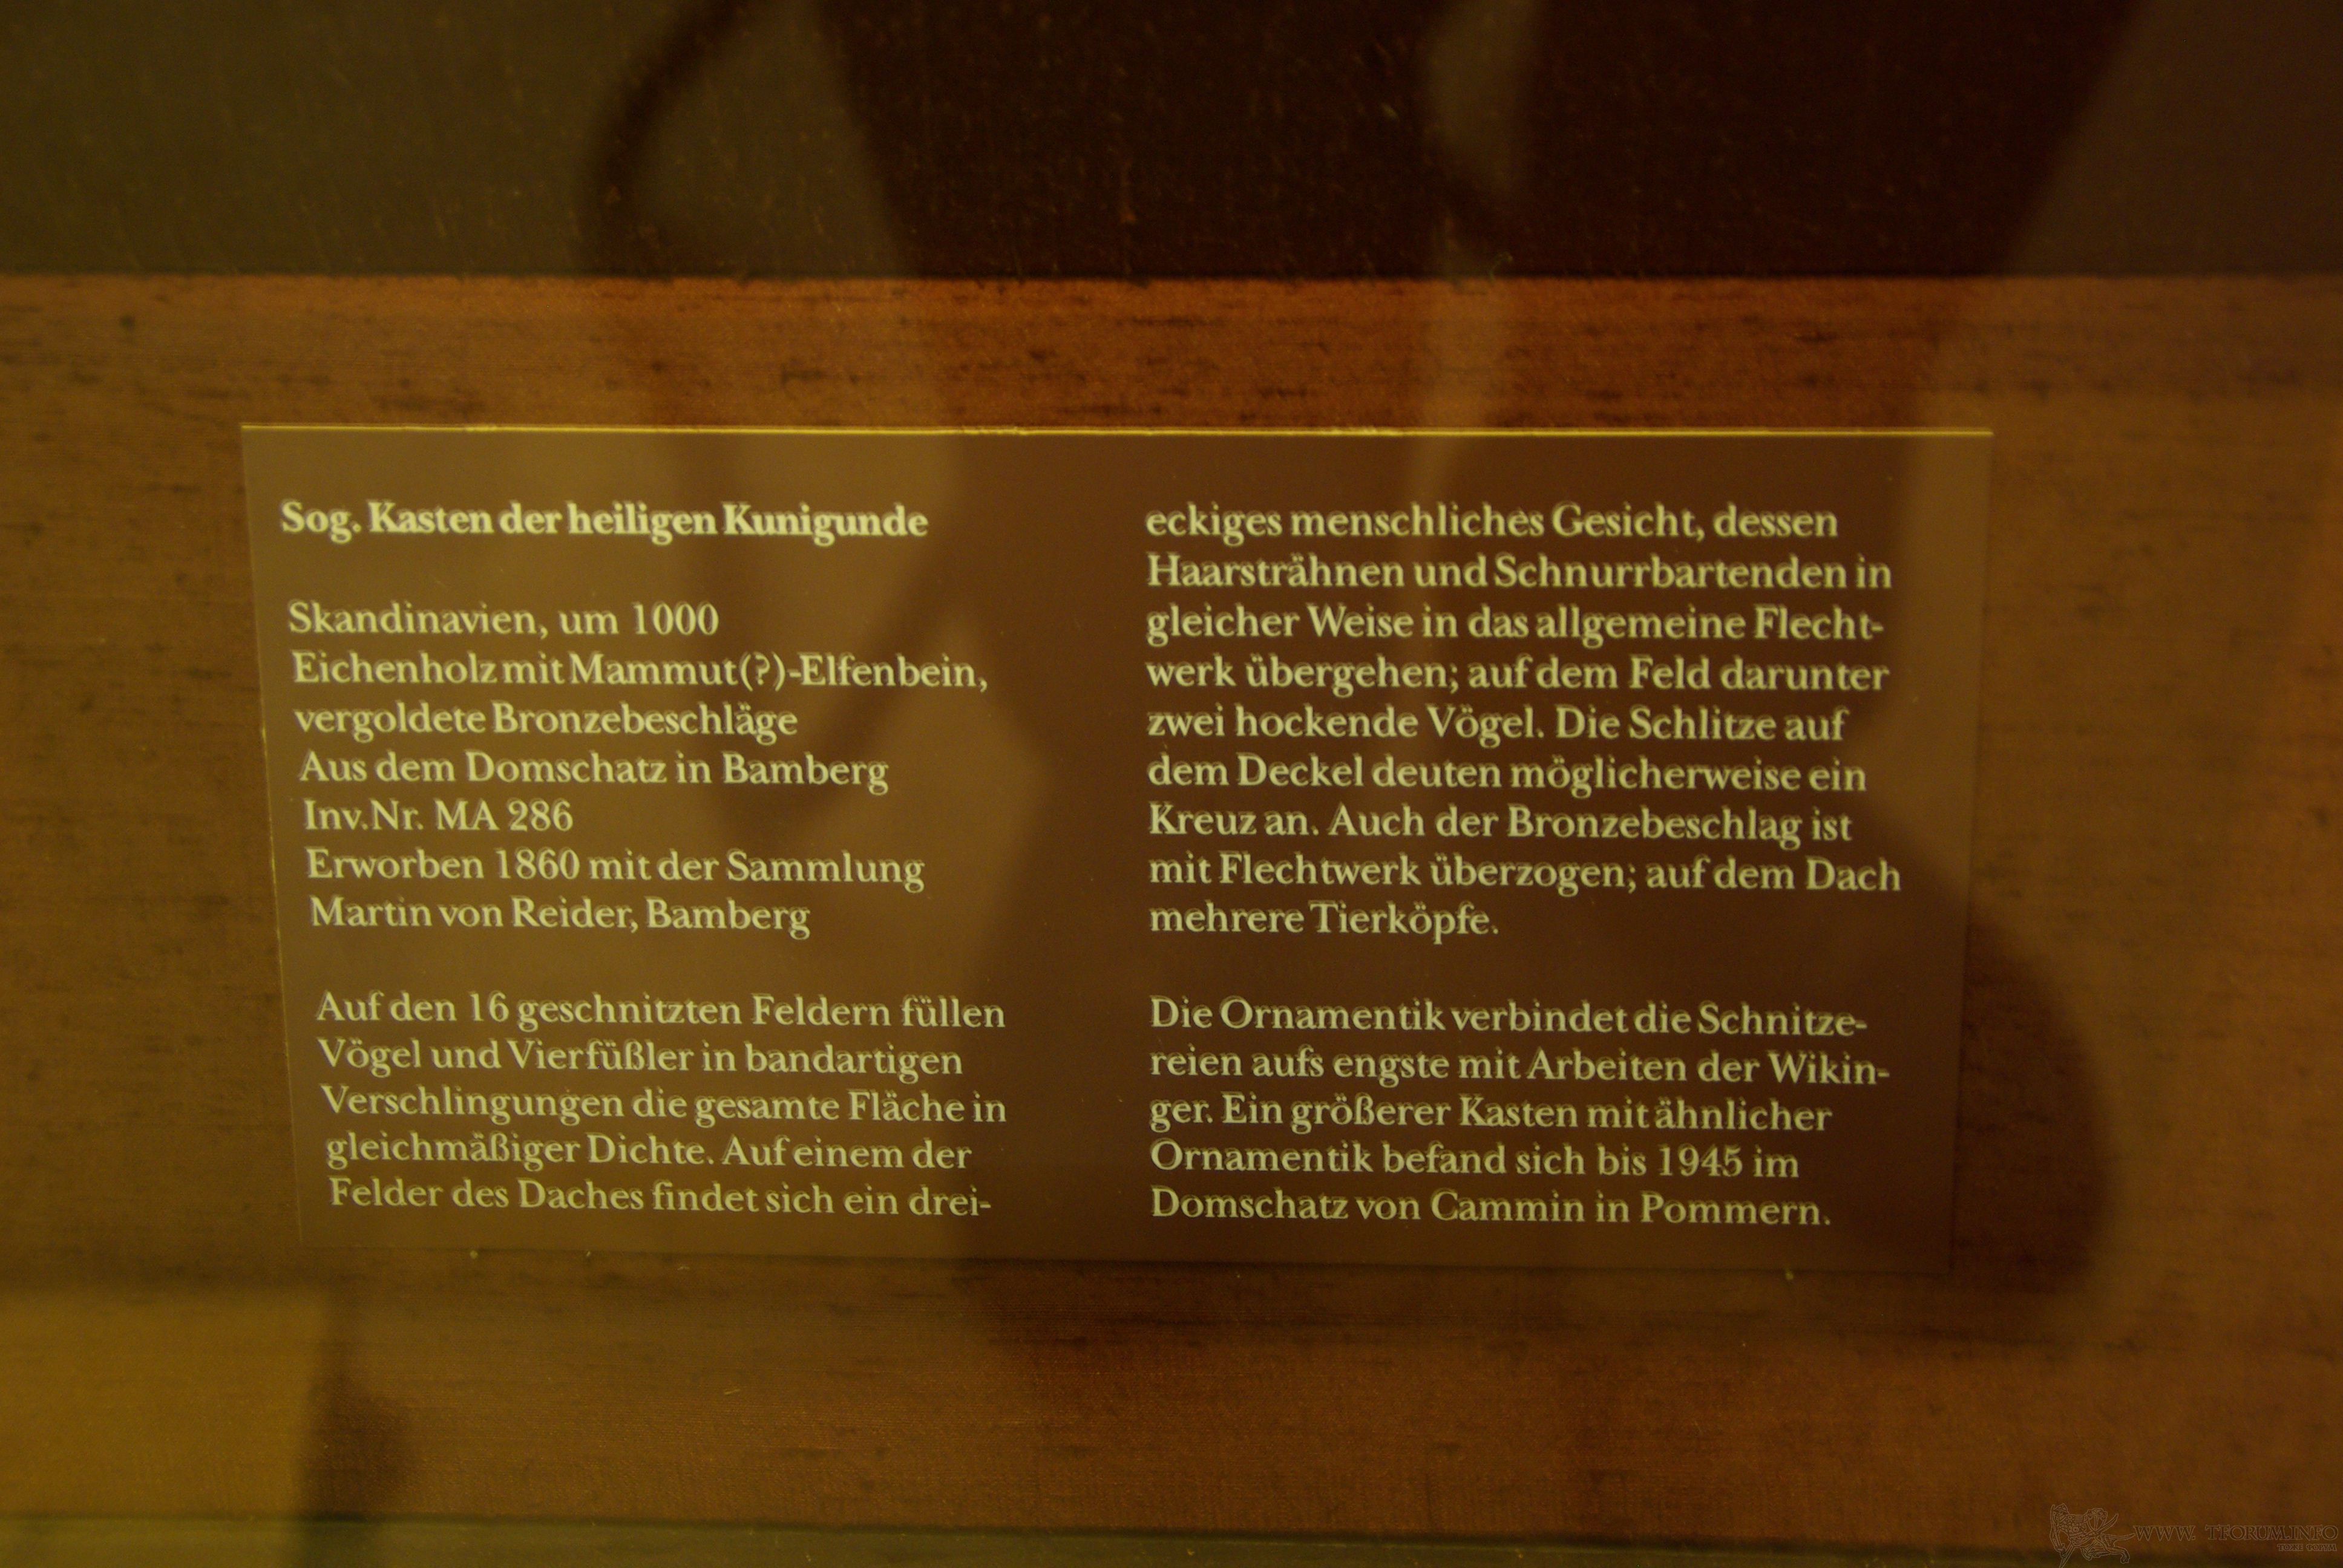 Sog. Kasten der heiligen Kunigunde
Skandinavien, um 1000
Eichenholz mit Mammut(?)-Elfenbein,
vergoldete Bronzebeschläge
Aus dem Domschatz in Bamberg
Inv.Nr. MA 286
Erworben 1860 mit der Sammlung
Martin von Reider, Bamberg
Auf den 16 geschnitzten Feldern füllen
Vögel und Vierfüßler in bandartigen
Verschlingungen die gesamte Fläche in
gleichmäßiger Dichte. Auf einem der
Felder des Daches findet sich ein drei-
eckiges menschliches Gesicht, dessen
Haarsträhnen und Schnurrbartenden in
gleicher Weise in das allgemeine Flecht-
werk übergehen; auf dem Feld darunter
zwei hockende Vögel. Die Schlitze auf
dem Deckel deuten möglicherweise ein
Kreuz an. Auch der Bronzebeschlag ist
mit Flechtwerk überzogen; auf dem Dach
mehrere Tierköpfe.
Die Ornamentik verbindet die Schnitze-
reien aufs engste mit Arbeiten der Wikin-
ger. Ein größerer Kasten mit ähnlicher
Ornamentik befand sich bis 1945 im
Domschatz von Cammin in Pommern.
WWW.TFORUM.INFO